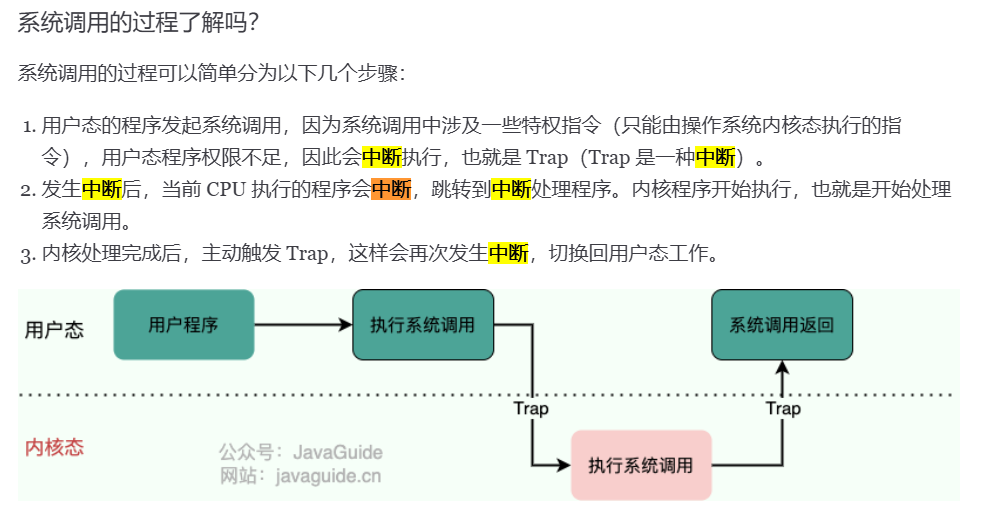 系统调用的过程了解吗？
系统调用的过程可以简单分为以下几个步骤：
1. 用户态的程序发起系统调用，因为系统调用中涉及一些特权指令（只能由操作系统内核态执行的指
令），用户态程序权限不足，因此会中断执行，也就是 Trap（Trap 是一种中断）。
2. 发生中断后，当前 CPU 执行的程序会中断，跳转到中断处理程序。内核程序开始执行，也就是开始处理
系统调用。
3. 内核处理完成后，主动触发 Trap，这样会再次发生中断，切换回用户态工作。
用户态
用户程序
执行系统调用
系统调用返回
Trap
Trap
内核态
公众号：JavaGuide
网站：javaguide.cn
执行系统调用